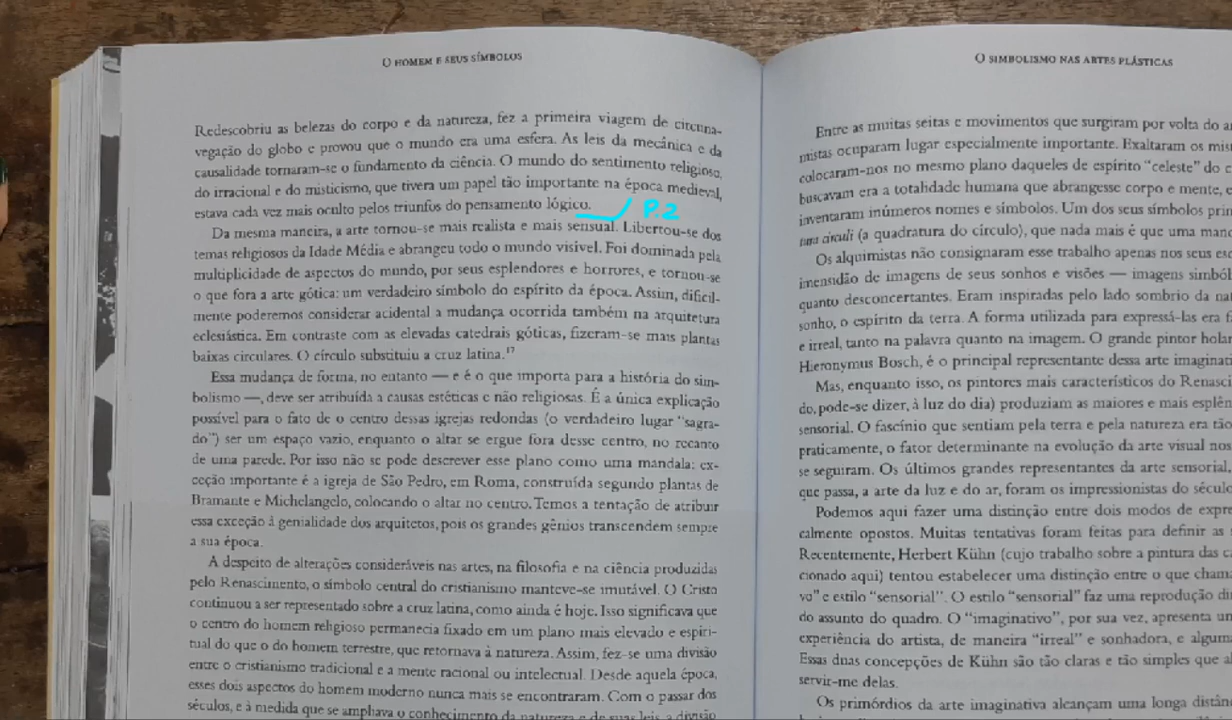 O HOMEM E SEUS SÍMBOLOS
Redescobriu as belezas do corpo e da natureza, fez a primeira viagem de circuna-
vegação do globo e provou que o mundo era uma esfera. As leis da mecânica e da
causalidade tornaram-se o fundamento da ciência. O mundo do sentimento religioso,
do irracional e do misticismo, que tivera um papel tão importante na época medieval,
estava cada vez mais oculto pelos triunfos do pensamento lógico.
P.2
Da mesma maneira, a arte tornou-se mais realista e mais sensual. Libertou-se dos
temas religiosos da Idade Média e abrangeu todo o mundo visível. Foi dominada pela
multiplicidade de aspectos do mundo, por seus esplendores e horrores, e tornou-se
o que fora a arte gótica: um verdadeiro símbolo do espírito da época. Assim, dificil-
mente poderemos considerar acidental a mudança ocorrida também na arquitetura
eclesiástica. Em contraste com as elevadas catedrais góticas, fizeram-se mais plantas
baixas circulares. O círculo substituiu a cruz latina.17
Essa mudança de forma, no entanto — e é o que importa para a história do sim-
bolismo —, deve ser atribuída a causas estéticas e não religiosas. É a única explicação
possível para o fato de o centro dessas igrejas redondas (o verdadeiro lugar "sagra-
do") ser um espaço vazio, enquanto o altar se ergue fora desse centro, no recanto
de uma parede. Por isso não se pode descrever esse plano como uma mandala: ex-
ceção importante é a igreja de São Pedro, em Roma, construída segundo plantas de
Bramante e Michelangelo, colocando o altar no centro. Temos a tentação de atribuir
essa exceção à genialidade dos arquitetos, pois os grandes gênios transcendem sempre
a sua época.
A despeito de alterações consideráveis nas artes, na filosofia e na ciência produzidas
pelo Renascimento, o símbolo central do cristianismo manteve-se imutável. O Cristo
continuou a ser representado sobre a cruz latina, como ainda é hoje. Isso significava que
o centro do homem religioso permanecia fixado em um plano mais elevado e espiri-
tual do que o do homem terrestre, que retornava à natureza. Assim, fez-se uma divisão
entre o cristianismo tradicional e a mente racional ou intelectual. Desde aquela época,
esses dois aspectos do homem moderno nunca mais se encontraram. Com o passar dos
séculos, e à medida que se ampliava o conhecimento da natureza e de suas leis, a divisão
O SIMBOLISMO NAS ARTES PLÁSTICAS
Entre as muitas seitas e movimentos que surgiram por volta do
mistas ocuparam lugar especialmente importante. Exaltaram os
colocaram-nos no mesmo plano daqueles de espírito "celeste" do
buscavam era a totalidade humana que abrangesse corpo e mente,
inventaram inúmeros nomes e símbolos. Um dos seus símbolos
circuli (a quadratura do círculo), que nada mais é que uma
Os alquimistas não consignaram esse trabalho apenas nos seus
imensidão de imagens de seus sonhos e visões — imagens
quanto desconcertantes. Eram inspiradas pelo lado sombrio da
sonho, o espírito da terra. A forma utilizada para expressá-las era
e irreal, tanto na palavra quanto na imagem. O grande pintor
Hieronymus Bosch, é o principal representante dessa arte
Mas, enquanto isso, os pintores mais característicos do
do, pode-se dizer, à luz do dia) produziam as maiores e mais
sensorial. O fascínio que sentiam pela terra e pela natureza era tão
praticamente, o fator determinante na evolução da arte visual nos
se seguiram. Os últimos grandes representantes da arte sensorial,
que passa, a arte da luz e do ar, foram os impressionistas do
Podemos aqui fazer uma distinção entre dois modos de
calmente opostos. Muitas tentativas foram feitas para definir as
Recentemente, Herbert Kühn (cujo trabalho sobre a pintura das
cionado aqui) tentou estabelecer uma distinção entre o que
vo" e estilo "sensorial". O estilo "sensorial" faz uma reprodução
do assunto do quadro. O "imaginativo", por sua vez, apresenta
experiência do artista, de maneira "irreal" e sonhadora, e
Essas duas concepções de Kühn são tão claras e tão simples que
servir-me delas.
Os primórdios da arte imaginativa alcançam uma longa